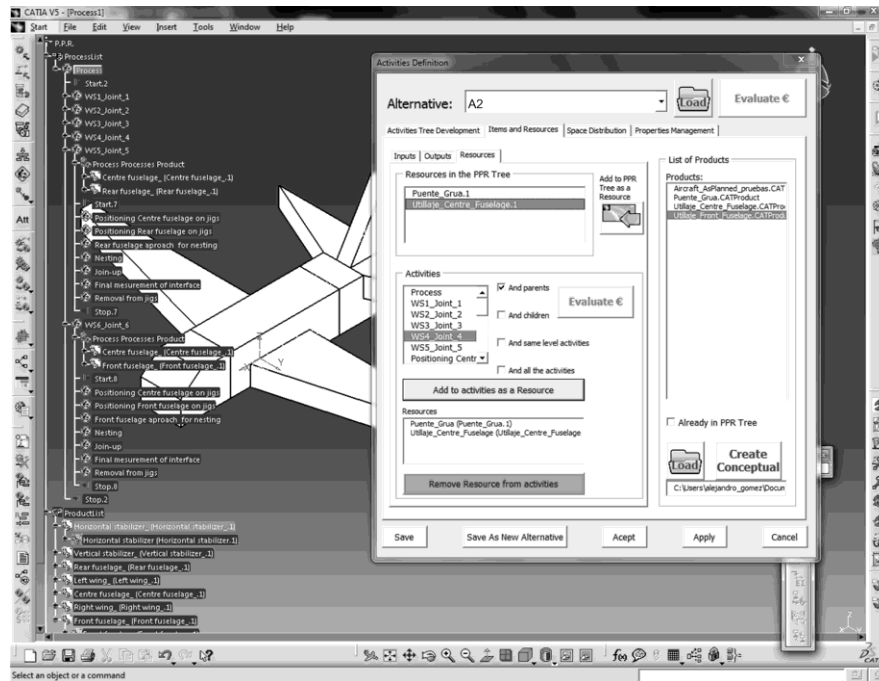 CATIA V5 - [Process1]
Start File Edit View Insert Tools Window Help
P.P.R.
ProcessList
Process
Start.2
WS1_Joint_1
WS2_Joint_2
WS3_Joint_3
WS4_Joint_4
WS5_Joint_5
Process Processes Product
Centre fuselage_ (Centre fuselage_.1)
Rear fuselage_ (Rear fuselage_.1)
Start.7
Positioning Centre fuselage on jigs
Positioning Rear fuselage on jigs
Rear fuselage aproach for nesting
Nesting
Join-up
Final mesurement of interface
Removal from jigs
Stop.7
WS6_Joint_6
Process Processes Product
Centre fuselage_ (Centre fuselage_.1)
Front fuselage_ (Front fuselage_.1)
Start.8
Positioning Centre fuselage on jigs
Positioning Front fuselage on jigs
Front fuselage aproach for nesting
Nesting
Join-up
Final mesurement of interface
Removal from jigs
Stop.8
Stop.2
ProductList
Horizontal stabilizer_ (Horizontal stabilizer_.1)
Horizontal stabilizer (Horizontal stabilizer.1)
Vertical stabilizer_ (Vertical stabilizer_.1)
Rear fuselage_ (Rear fuselage_.1)
Left wing_ (Left wing_.1)
Centre fuselage_ (Centre fuselage_.1)
Right wing_ (Right wing_.1)
Front fuselage_ (Front fuselage_.1)
Att
Z
X
Y
Activities Definition
Alternative: A2
Load
Evaluate €
Activities Tree Development Items and Resources Space Distribution Properties Management
Inputs Outputs Resources
Resources in the PPR Tree
Puente_Grua.1
Utillaje_Centre_Fuselage.1
Add to PPR
Tree as a
Resource
Activities
Process
WS1_Joint_1
WS2_Joint_2
WS3_Joint_3
WS4_Joint_4
WS5_Joint_5
Positioning Centr
And parents
And children
And same level activities
And all the activities
Evaluate €
Add to activities as a Resource
Resources
Puente_Grua (Puente_Grua.1)
Utillaje_Centre_Fuselage (Utillaje_Centre_Fuselage
Remove Resource from activities
List of Products
Products:
Aircraft_AsPlanned_pruebas.CAT
Puente_Grua.CATProduct
Utillaje_Centre_Fuselage.CATPro
Utillaje_Front_Fuselage.CATProd
Already in PPR Tree
Load
Create
Conceptual
C:\Users\alejandro_gomez\Docun
Save
Save As New Alternative
Acept
Apply
Cancel
z
x
f(x)
CAT
Select an object or a command